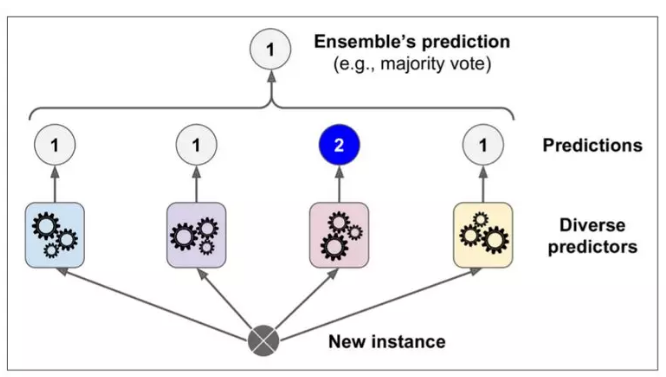 1
Ensemble's prediction
(e.g., majority vote)
1 1 2 1 Predictions
Diverse
predictors
New instance